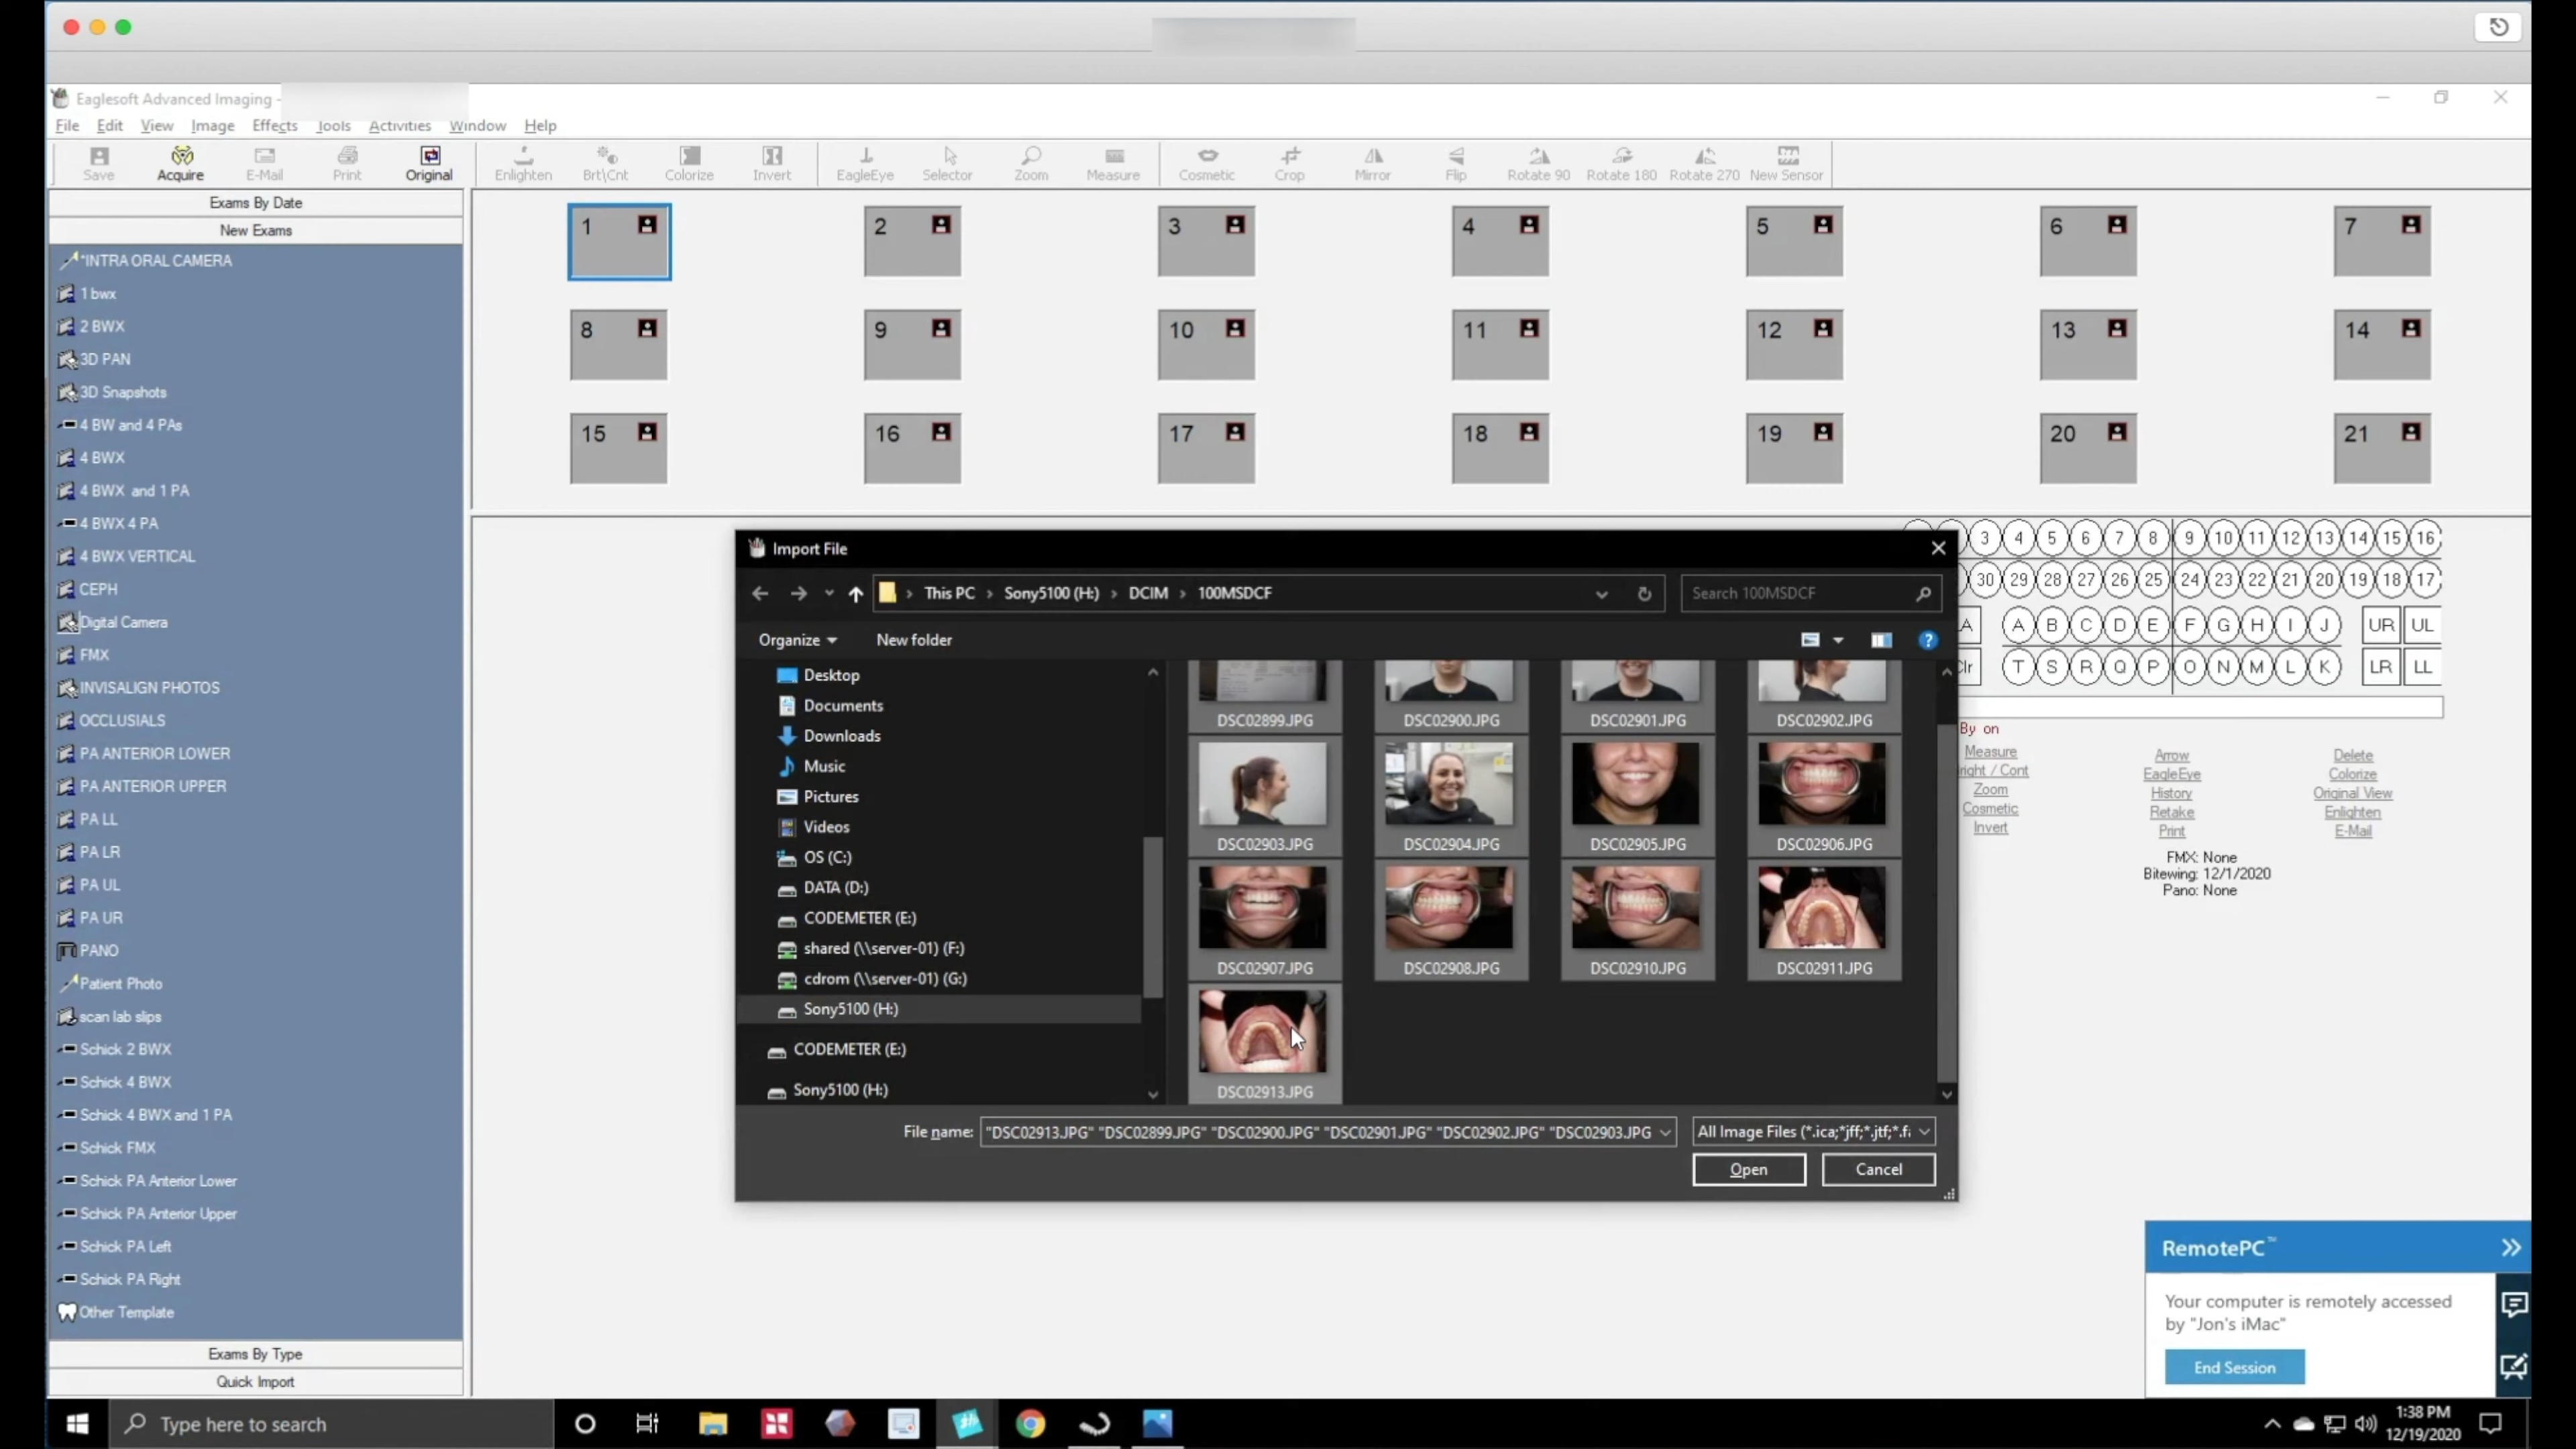 Eaglesoft Advanced Imaging -
File Edit View Image Effects Tools Activities Window Help
Save Acquire E-Mail Print Original Enlighten Brt\Cnt Colorize Invert EagleEye Selector Zoom Measure Cosmetic Crop Mirror Flip Rotate 90 Rotate 180 Rotate 270 New Sensor
Exams By Date
New Exams
*INTRA ORAL CAMERA
1 bwx
2 BWX
3D PAN
3D Snapshots
4 BW and 4 PAs
4 BWX
4 BWX and 1 PA
4 BWX 4 PA
4 BWX VERTICAL
CEPH
Digital Camera
FMX
INVISALIGN PHOTOS
OCCLUSIALS
PA ANTERIOR LOWER
PA ANTERIOR UPPER
PA LL
PA LR
PA UL
PA UR
PANO
Patient Photo
scan lab slips
Schick 2 BWX
Schick 4 BWX
Schick 4 BWX and 1 PA
Schick FMX
Schick PA Anterior Lower
Schick PA Anterior Upper
Schick PA Left
Schick PA Right
Other Template
Exams By Type
Quick Import
1 2 3 4 5 6 7
8 9 10 11 12 13 14
15 16 17 18 19 20 21
Import File
This PC › Sony5100 (H:) › DCIM › 100MSDCF
Search 100MSDCF
Organize New folder
Desktop
Documents
Downloads
Music
Pictures
Videos
OS (C:)
DATA (D:)
CODEMETER (E:)
shared (\\server-01) (F:)
cdrom (\\server-01) (G:)
Sony5100 (H:)
CODEMETER (E:)
Sony5100 (H:)
DSC02899.JPG DSC02900.JPG DSC02901.JPG DSC02902.JPG
DSC02903.JPG DSC02904.JPG DSC02905.JPG DSC02906.JPG
DSC02907.JPG DSC02908.JPG DSC02910.JPG DSC02911.JPG
DSC02913.JPG
File name: "DSC02913.JPG" "DSC02899.JPG" "DSC02900.JPG" "DSC02901.JPG" "DSC02902.JPG" "DSC02903.JPG
All Image Files (*.ica;*jff;*.jtf;*.f
Open Cancel
3 4 5 6 7 8 9 10 11 12 13 14 15 16
30 29 28 27 26 25 24 23 22 21 20 19 18 17
A A B C D E F G H I J UR UL
Clr T S R Q P O N M L K LR LL
By on
Measure Arrow Delete
right / Cont EagleEye Colorize
Zoom History Original View
Cosmetic Retake Enlighten
Invert Print E-Mail
FMX: None
Bitewing: 12/1/2020
Pano: None
RemotePC™
Your computer is remotely accessed
by "Jon's iMac"
End Session
Type here to search
1:38 PM
12/19/2020